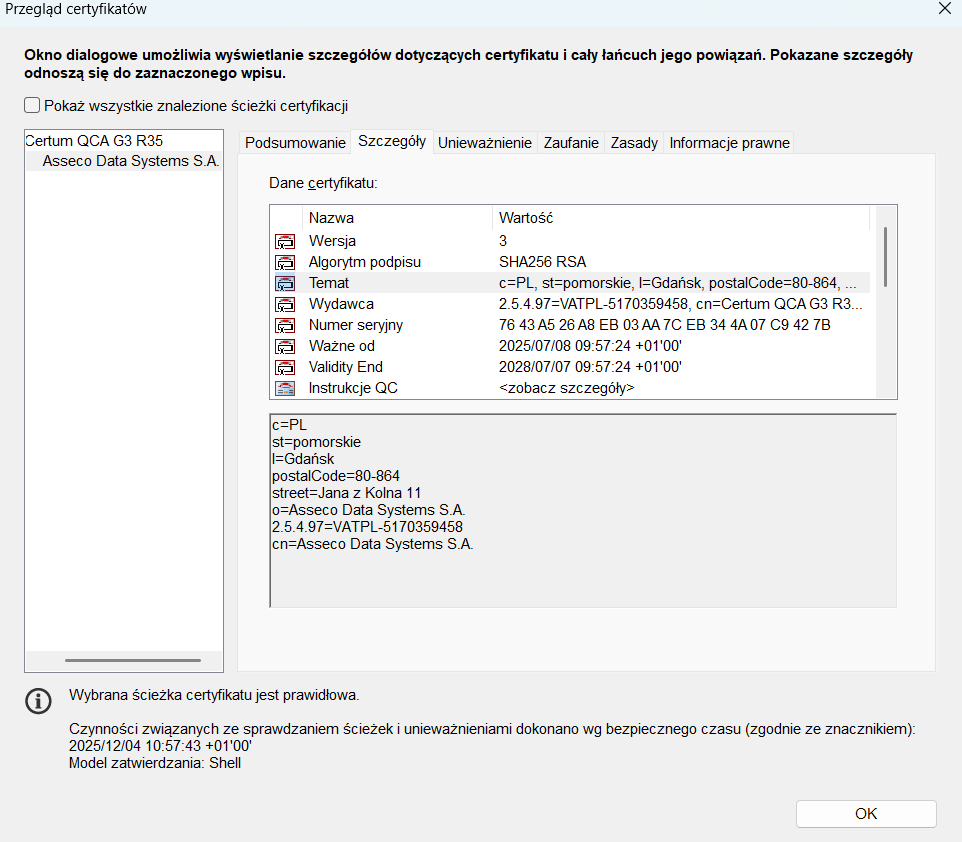 Przegląd certyfikatów
Okno dialogowe umożliwia wyświetlanie szczegółów dotyczących certyfikatu i cały łańcuch jego powiązań. Pokazane szczegóły
odnoszą się do zaznaczonego wpisu.
Pokaż wszystkie znalezione ścieżki certyfikacji
Certum QCA G3 R35
Asseco Data Systems S.A.
Podsumowanie Szczegóły Unieważnienie Zaufanie Zasady Informacje prawne
Dane certyfikatu:
Nazwa Wartość
Wersja 3
Algorytm podpisu SHA256 RSA
Temat c=PL, st=pomorskie, l=Gdańsk, postalCode=80-864, ...
Wydawca 2.5.4.97=VATPL-5170359458, cn=Certum QCA G3 R3...
Numer seryjny 76 43 A5 26 A8 EB 03 AA 7C EB 34 4A 07 C9 42 7B
Ważne od 2025/07/08 09:57:24 +01'00'
Validity End 2028/07/07 09:57:24 +01'00'
Instrukcje QC <zobacz szczegóły>
c=PL
st=pomorskie
l=Gdańsk
postalCode=80-864
street=Jana z Kolna 11
o=Asseco Data Systems S.A.
2.5.4.97=VATPL-5170359458
cn=Asseco Data Systems S.A.
Wybrana ścieżka certyfikatu jest prawidłowa.
Czynności związanych ze sprawdzaniem ścieżek i unieważnieniami dokonano wg bezpiecznego czasu (zgodnie ze znacznikiem):
2025/12/04 10:57:43 +01'00'
Model zatwierdzania: Shell
OK